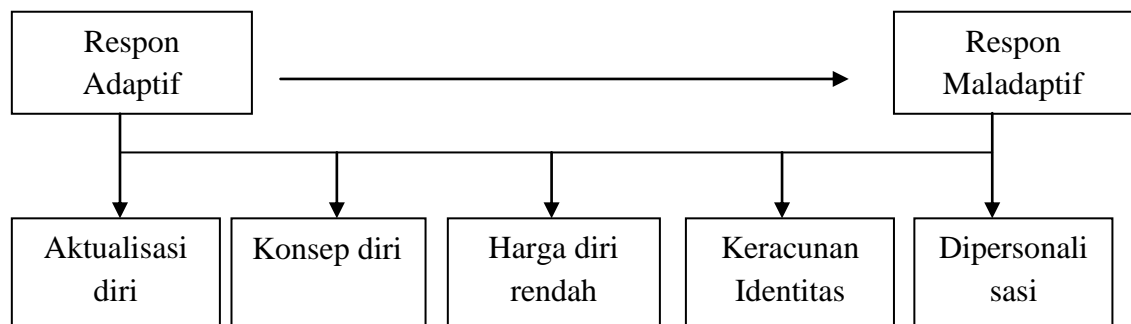 Respon
Adaptif
Respon
Maladaptif
Aktualisasi
diri
Konsep diri
Harga diri
rendah
Keracunan
Identitas
Dipersonali
sasi